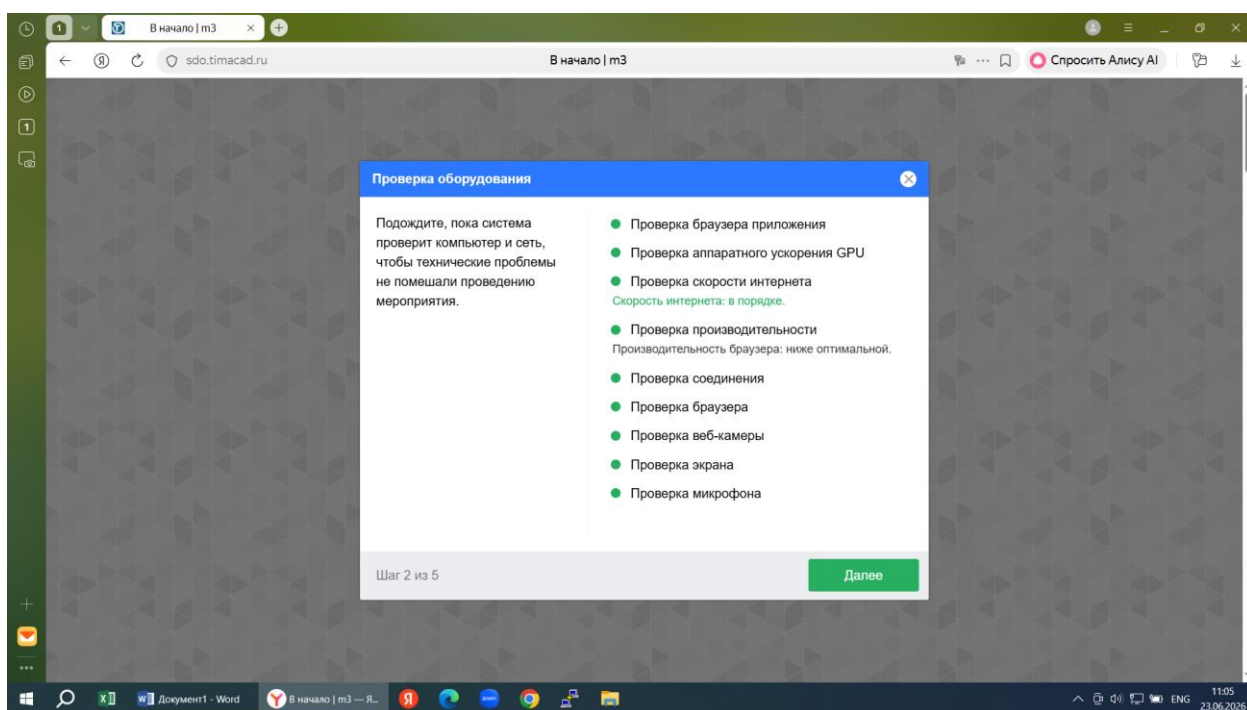 1
В начало | m3
Я
sdo.timacad.ru
В начало | m3
Спросить Алису AI
1
Проверка оборудования
Подождите, пока система
проверит компьютер и сеть,
чтобы технические проблемы
не помешали проведению
мероприятия.
Проверка браузера приложения
Проверка аппаратного ускорения GPU
Проверка скорости интернета
Скорость интернета: в порядке.
Проверка производительности
Производительность браузера: ниже оптимальной.
Проверка соединения
Проверка браузера
Проверка веб-камеры
Проверка экрана
Проверка микрофона
Шаг 2 из 5
Далее
Документ1 - Word
В начало | m3 — Я...
Я
zoom
ENG
11:05
23.06.2026